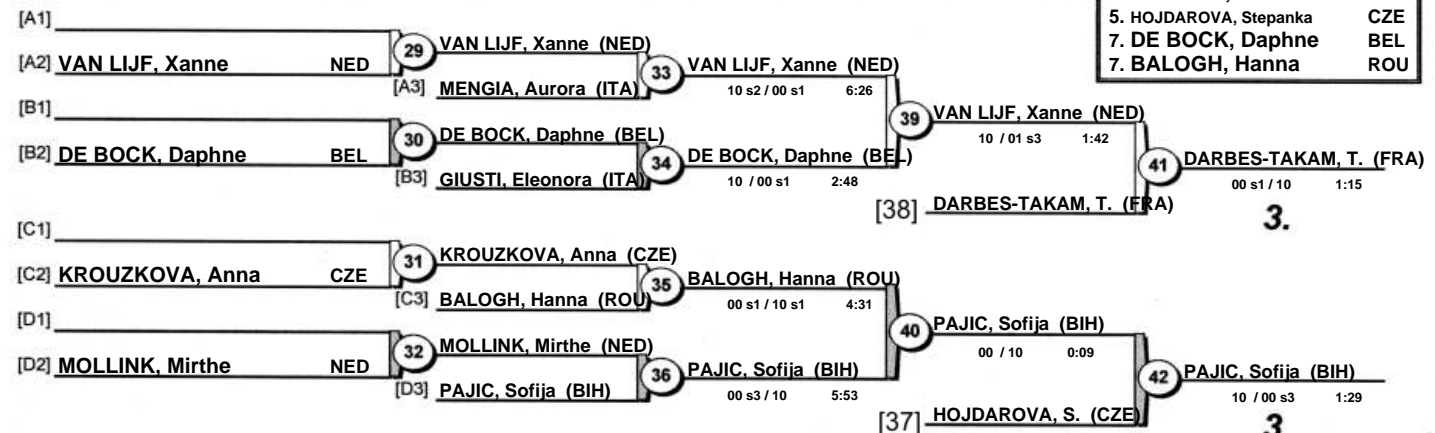 5. HOJDAROVA, Stepanka CZE
7. DE BOCK, Daphne BEL
7. BALOGH, Hanna ROU
[A1]
[A2] VAN LIJF, Xanne NED
29
VAN LIJF, Xanne (NED)
[A3] MENGIA, Aurora (ITA)
33
VAN LIJF, Xanne (NED)
10 s2 / 00 s1 6:26
[B1]
[B2] DE BOCK, Daphne BEL
30
DE BOCK, Daphne (BEL)
[B3] GIUSTI, Eleonora (ITA)
34
DE BOCK, Daphne (BEL)
10 / 00 s1 2:48
39
VAN LIJF, Xanne (NED)
10 / 01 s3 1:42
[38] DARBES-TAKAM, T. (FRA)
41
DARBES-TAKAM, T. (FRA)
00 s1 / 10 1:15
3.
[C1]
[C2] KROUZKOVA, Anna CZE
31
KROUZKOVA, Anna (CZE)
[C3] BALOGH, Hanna (ROU)
35
BALOGH, Hanna (ROU)
00 s1 / 10 s1 4:31
[D1]
[D2] MOLLINK, Mirthe NED
32
MOLLINK, Mirthe (NED)
[D3] PAJIC, Sofija (BIH)
36
PAJIC, Sofija (BIH)
00 s3 / 10 5:53
40
PAJIC, Sofija (BIH)
00 / 10 0:09
[37] HOJDAROVA, S. (CZE)
42
PAJIC, Sofija (BIH)
10 / 00 s3 1:29
3